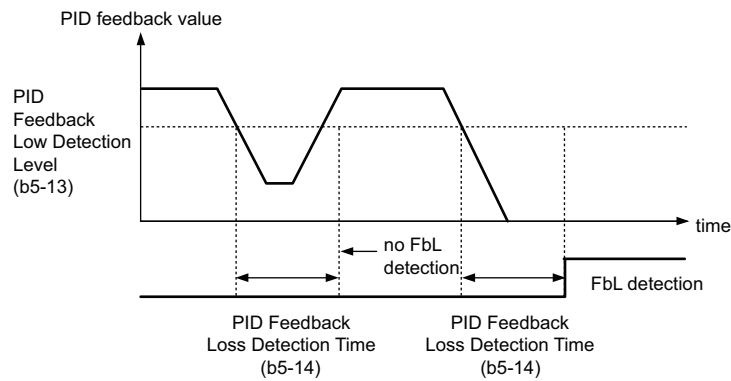 PID feedback value
PID
Feedback
Low Detection
Level
(b5-13)
time
no FbL
detection
FbL detection
PID Feedback
Loss Detection Time
(b5-14)
PID Feedback
Loss Detection Time
(b5-14)